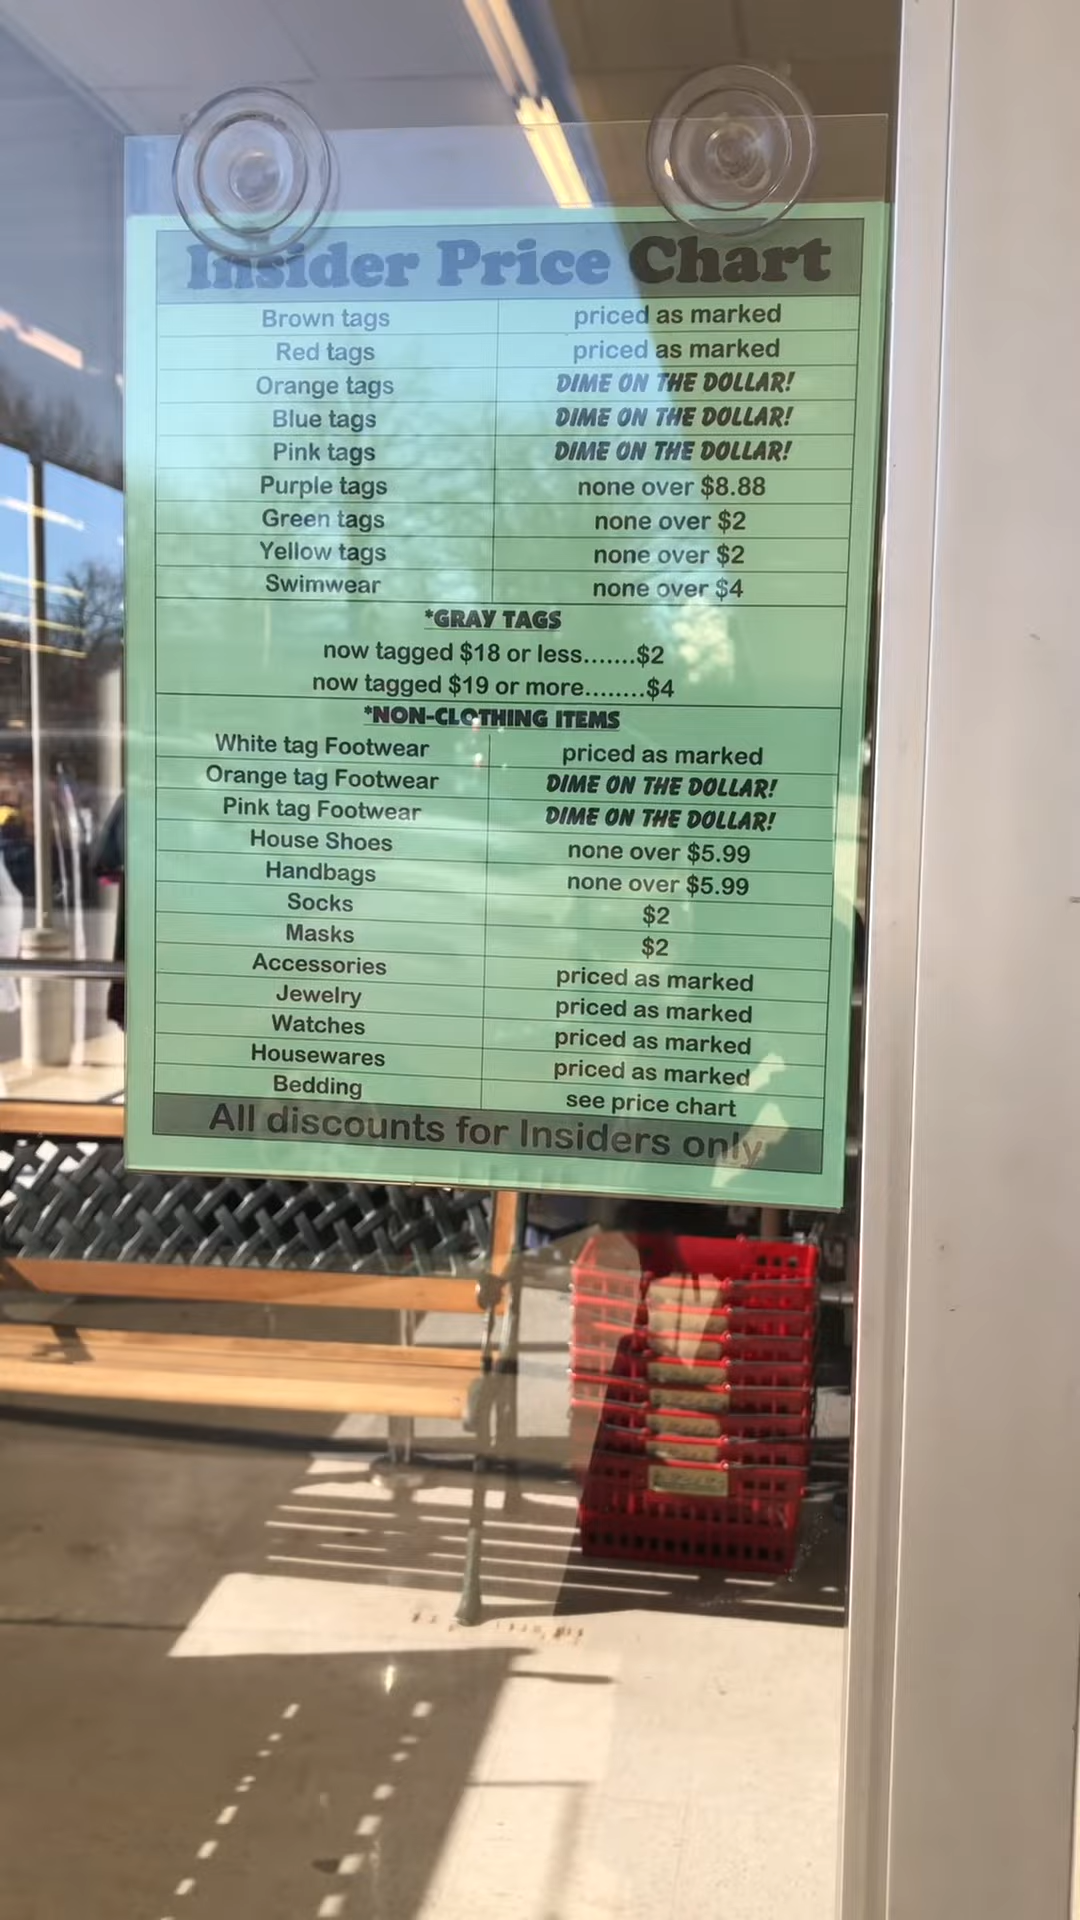 Insider Price Chart
Brown tags priced as marked
Red tags priced as marked
Orange tags DIME ON THE DOLLAR!
Blue tags DIME ON THE DOLLAR!
Pink tags DIME ON THE DOLLAR!
Purple tags none over $8.88
Green tags none over $2
Yellow tags none over $2
Swimwear none over $4
*GRAY TAGS
now tagged $18 or less.......$2
now tagged $19 or more........$4
*NON-CLOTHING ITEMS
White tag Footwear priced as marked
Orange tag Footwear DIME ON THE DOLLAR!
Pink tag Footwear DIME ON THE DOLLAR!
House Shoes none over $5.99
Handbags none over $5.99
Socks $2
Masks $2
Accessories priced as marked
Jewelry priced as marked
Watches priced as marked
Housewares priced as marked
Bedding see price chart
All discounts for Insiders only